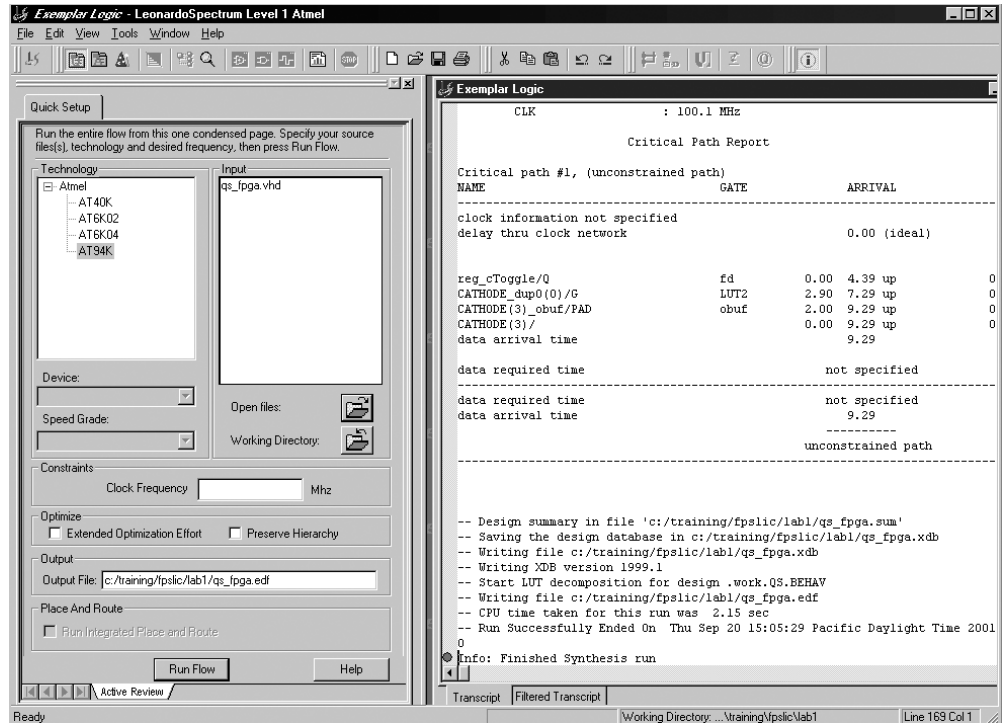 Exemplar Logic - LeonardoSpectrum Level 1 Atmel
File Edit View Tools Window Help
Quick Setup
Run the entire flow from this one condensed page. Specify your source
files(s), technology and desired frequency, then press Run Flow.
Technology
Atmel
AT40K
AT6K02
AT6K04
AT94K
Input
qs_fpga.vhd
Device:
Speed Grade:
Open files:
Working Directory:
Constraints
Clock Frequency Mhz
Optimize
Extended Optimization Effort Preserve Hierarchy
Output
Output File: c:/training/fpslic/lab1/qs_fpga.edf
Place And Route
Run Integrated Place and Route
Run Flow Help
Active Review
Exemplar Logic
CLK : 100.1 MHz
Critical Path Report
Critical path #1, (unconstrained path)
NAME GATE ARRIVAL
clock information not specified
delay thru clock network 0.00 (ideal)
reg_cToggle/Q fd 0.00 4.39 up 0
CATHODE_dup0(0)/G LUT2 2.90 7.29 up 0
CATHODE(3)_obuf/PAD obuf 2.00 9.29 up 0
CATHODE(3)/ 0.00 9.29 up 0
data arrival time 9.29
data required time not specified
data required time not specified
data arrival time 9.29
----------
unconstrained path
-- Design summary in file 'c:/training/fpslic/lab1/qs_fpga.sum'
-- Saving the design database in c:/training/fpslic/lab1/qs_fpga.xdb
-- Writing file c:/training/fpslic/lab1/qs_fpga.xdb
-- Writing XDB version 1999.1
-- Start LUT decomposition for design .work.QS.BEHAV
-- Writing file c:/training/fpslic/lab1/qs_fpga.edf
-- CPU time taken for this run was 2.15 sec
-- Run Successfully Ended On Thu Sep 20 15:05:29 Pacific Daylight Time 2001
0
Info: Finished Synthesis run
Transcript Filtered Transcript
Ready
Working Directory: ...\training\fpslic\lab1
Line 169 Col 1